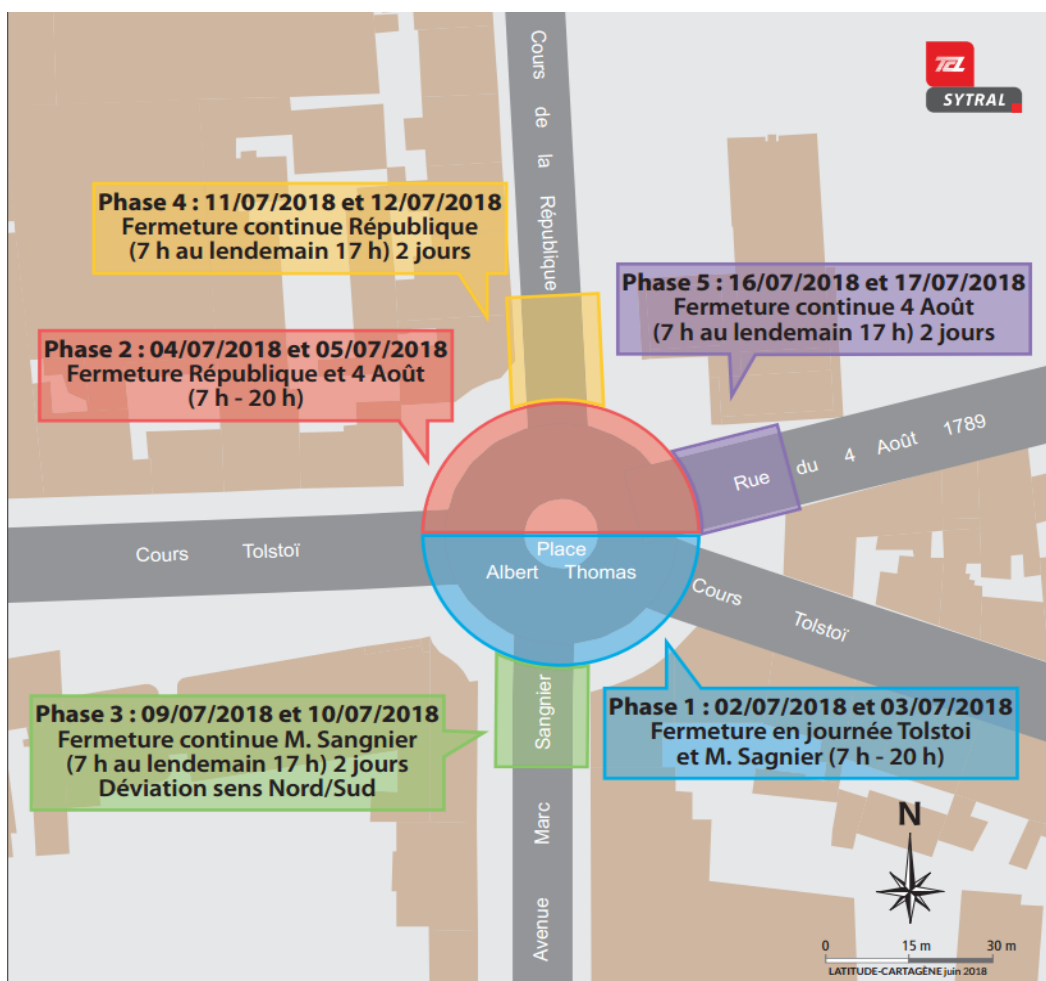 Cours de la République
TCL
SYTRAL
Phase 4 : 11/07/2018 et 12/07/2018
Fermeture continue République
(7 h au lendemain 17 h) 2 jours
Phase 5 : 16/07/2018 et 17/07/2018
Fermeture continue 4 Août
(7 h au lendemain 17 h) 2 jours
Phase 2 : 04/07/2018 et 05/07/2018
Fermeture République et 4 Août
(7 h - 20 h)
Rue du 4 Août 1789
Cours Tolstoï
Place
Albert Thomas
Cours Tolstoï
Phase 3 : 09/07/2018 et 10/07/2018
Fermeture continue M. Sangnier
(7 h au lendemain 17 h) 2 jours
Déviation sens Nord/Sud
Avenue Marc Sangnier
Phase 1 : 02/07/2018 et 03/07/2018
Fermeture en journée Tolstoi
et M. Sagnier (7 h - 20 h)
N
0 15 m 30 m
LATITUDE-CARTAGÈNE juin 2018